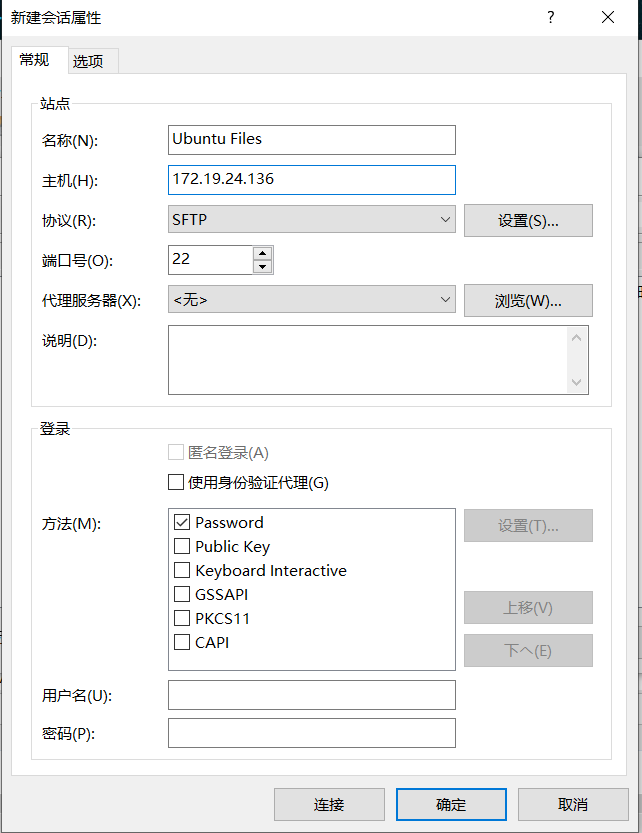 新建会话属性
?
常规 选项
站点
名称(N): Ubuntu Files
主机(H): 172.19.24.136
协议(R): SFTP 设置(S)...
端口号(O): 22
代理服务器(X): <无> 浏览(W)...
说明(D):
登录
匿名登录(A)
使用身份验证代理(G)
方法(M): Password 设置(T)...
Public Key
Keyboard Interactive
GSSAPI 上移(V)
PKCS11
CAPI 下へ(E)
用户名(U):
密码(P):
连接 确定 取消